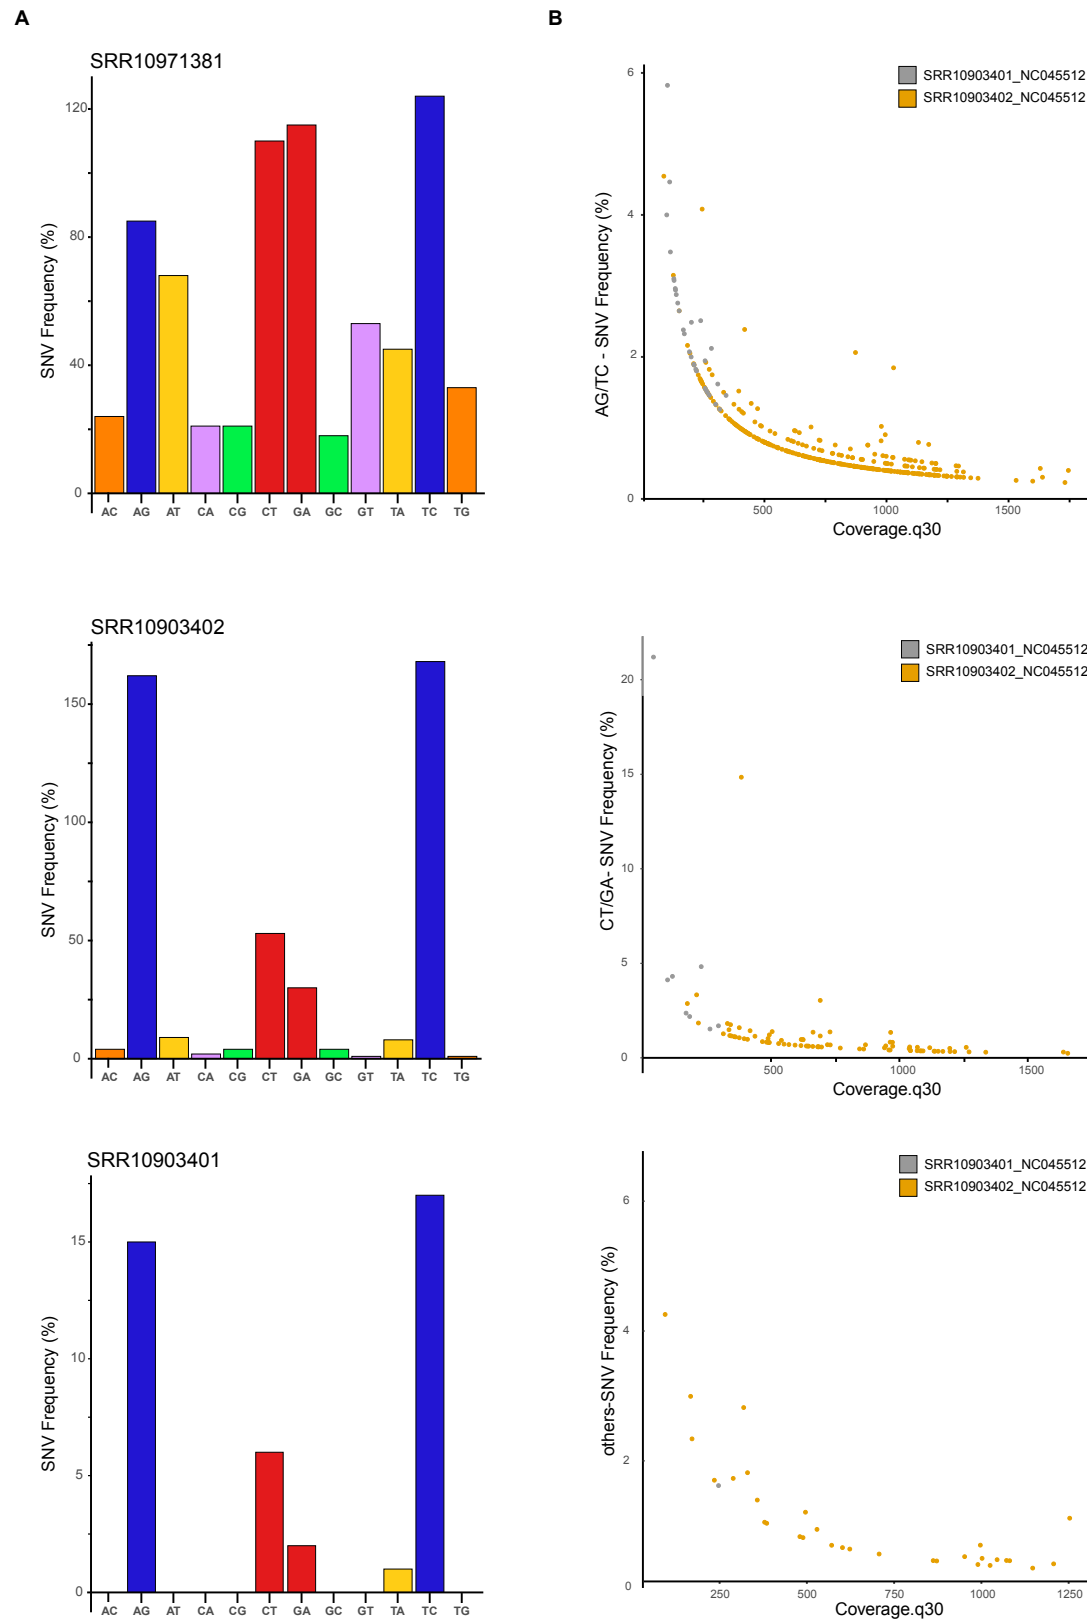 A
B
SRR10971381
SNV Frequency (%)
120
80
40
0
AC AG AT CA CG CT GA GC GT TA TC TG
SRR10903401_NC045512
SRR10903402_NC045512
AG/TC - SNV Frequency (%)
6
4
2
0
500 1000 1500
Coverage.q30
SRR10903402
SNV Frequency (%)
150
100
50
0
AC AG AT CA CG CT GA GC GT TA TC TG
SRR10903401_NC045512
SRR10903402_NC045512
CT/GA- SNV Frequency (%)
20
15
10
5
0
500 1000 1500
Coverage.q30
SRR10903401
SNV Frequency (%)
15
10
5
0
AC AG AT CA CG CT GA GC GT TA TC TG
SRR10903401_NC045512
SRR10903402_NC045512
others-SNV Frequency (%)
6
4
2
0
250 500 750 1000 1250
Coverage.q30